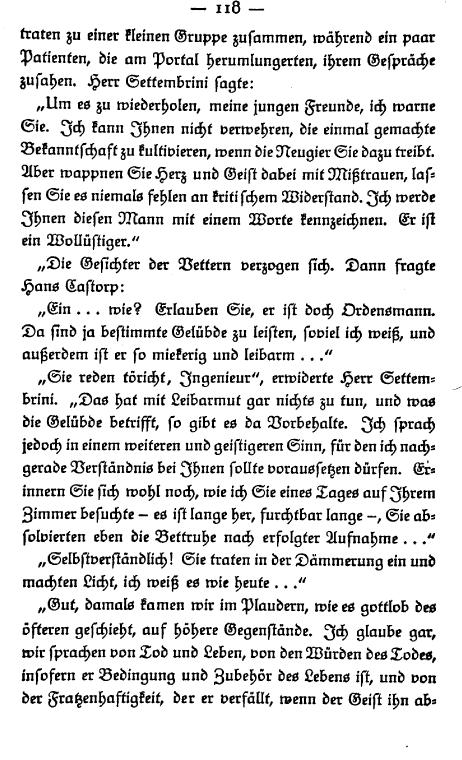 — 118 —
traten zu einer kleinen Gruppe zusammen, während ein paar
Patienten, die am Portal herumlungerten, ihrem Gespräche
zusahen. Herr Settembrini sagte:
„Um es zu wiederholen, meine jungen Freunde, ich warne
Sie. Ich kann Ihnen nicht verwehren, die einmal gemachte
Bekanntschaft zu kultivieren, wenn die Neugier Sie dazu treibt.
Aber wappnen Sie Herz und Geist dabei mit Mißtrauen, las-
sen Sie es niemals fehlen an kritischem Widerstand. Ich werde
Ihnen diesen Mann mit einem Worte kennzeichnen. Er ist
ein Wollüstiger.“
„Die Gesichter der Vettern verzogen sich. Dann fragte
Hans Castorp:
„Ein ... wie? Erlauben Sie, er ist doch Ordensmann.
Da sind ja bestimmte Gelübde zu leisten, soviel ich weiß, und
außerdem ist er so miekerig und leibarm ...“
„Sie reden töricht, Ingenieur“, erwiderte Herr Settem-
brini. „Das hat mit Leibarmut gar nichts zu tun, und was
die Gelübde betrifft, so gibt es da Vorbehalte. Ich sprach
jedoch in einem weiteren und geistigeren Sinn, für den ich nach-
gerade Verständnis bei Ihnen sollte voraussetzen dürfen. Er-
innern Sie sich wohl noch, wie ich Sie eines Tages auf Ihrem
Zimmer besuchte – es ist lange her, furchtbar lange –, Sie ab-
solvierten eben die Bettruhe nach erfolgter Aufnahme ...“
„Selbstverständlich! Sie traten in der Dämmerung ein und
machten Licht, ich weiß es wie heute ...“
„Gut, damals kamen wir im Plaudern, wie es gottlob des
öfteren geschieht, auf höhere Gegenstände. Ich glaube gar,
wir sprachen von Tod und Leben, von den Würden des Todes,
insofern er Bedingung und Zubehör des Lebens ist, und von
der Fratzenhaftigkeit, der er verfällt, wenn der Geist ihn ab-